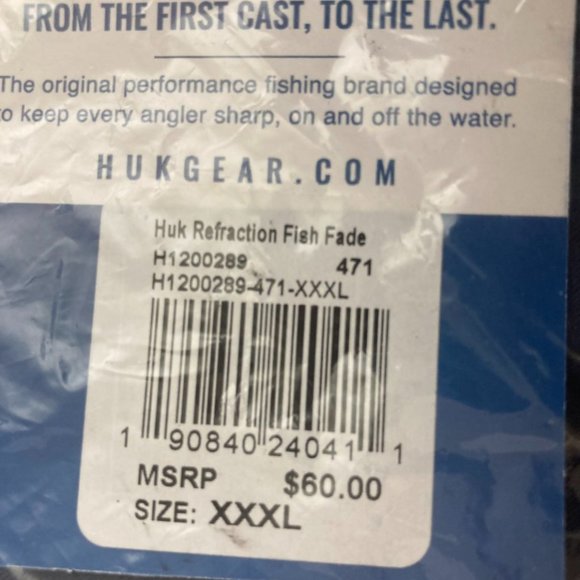 FROM THE FIRST CAST, TO THE LAST.
The original performance fishing brand designed
to keep every angler sharp, on and off the water.
HUKGEAR.COM
Huk Refraction Fish Fade
H1200289 471
H1200289-471-XXXL
1 90840 24041 1
MSRP $60.00
SIZE: XXXL